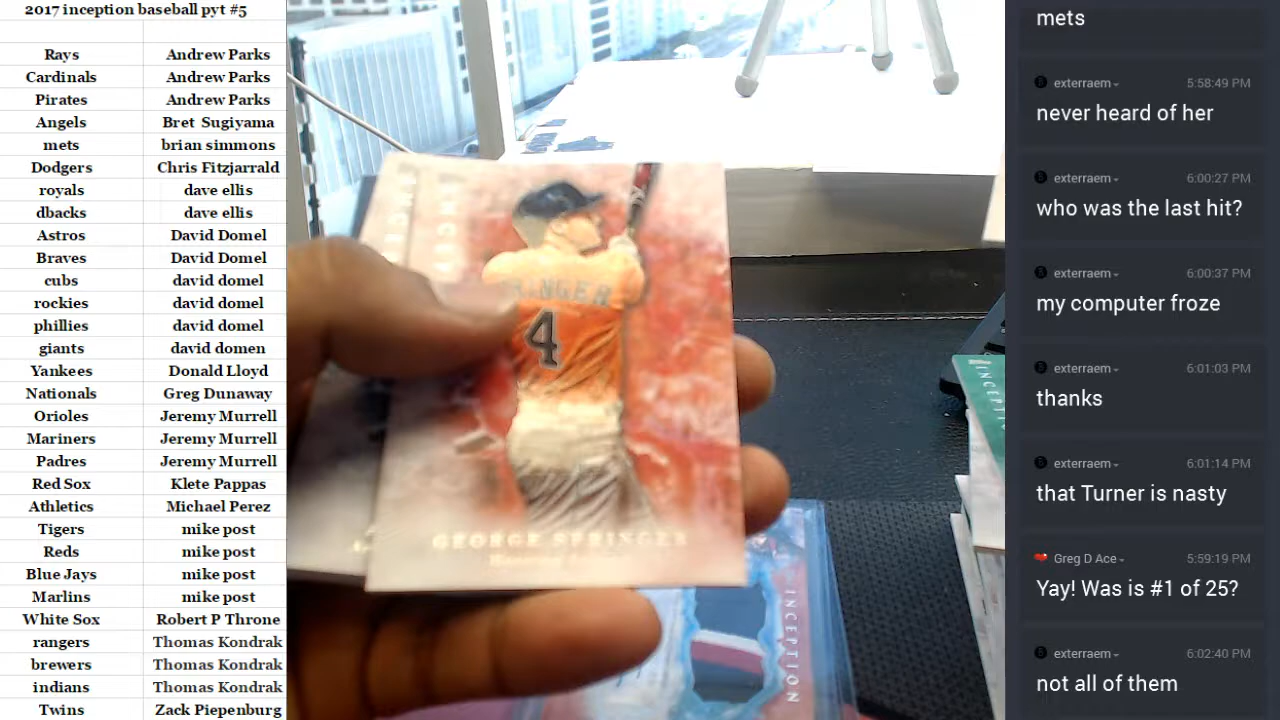 2017 inception baseball pyt #5
Rays Andrew Parks
Cardinals Andrew Parks
Pirates Andrew Parks
Angels Bret Sugiyama
mets brian simmons
Dodgers Chris Fitzjarrald
royals dave ellis
dbacks dave ellis
Astros David Domel
Braves David Domel
cubs david domel
rockies david domel
phillies david domel
giants david domen
Yankees Donald Lloyd
Nationals Greg Dunaway
Orioles Jeremy Murrell
Mariners Jeremy Murrell
Padres Jeremy Murrell
Red Sox Klete Pappas
Athletics Michael Perez
Tigers mike post
Reds mike post
Blue Jays mike post
Marlins mike post
White Sox Robert P Throne
rangers Thomas Kondrak
brewers Thomas Kondrak
indians Thomas Kondrak
Twins Zack Piepenburg
4
GEORGE SPRINGER
INCEPTION
mets
exterraem 5:58:49 PM
never heard of her
exterraem 6:00:27 PM
who was the last hit?
exterraem 6:00:37 PM
my computer froze
exterraem 6:01:03 PM
thanks
exterraem 6:01:14 PM
that Turner is nasty
Greg D Ace 5:59:19 PM
Yay! Was is #1 of 25?
exterraem 6:02:40 PM
not all of them